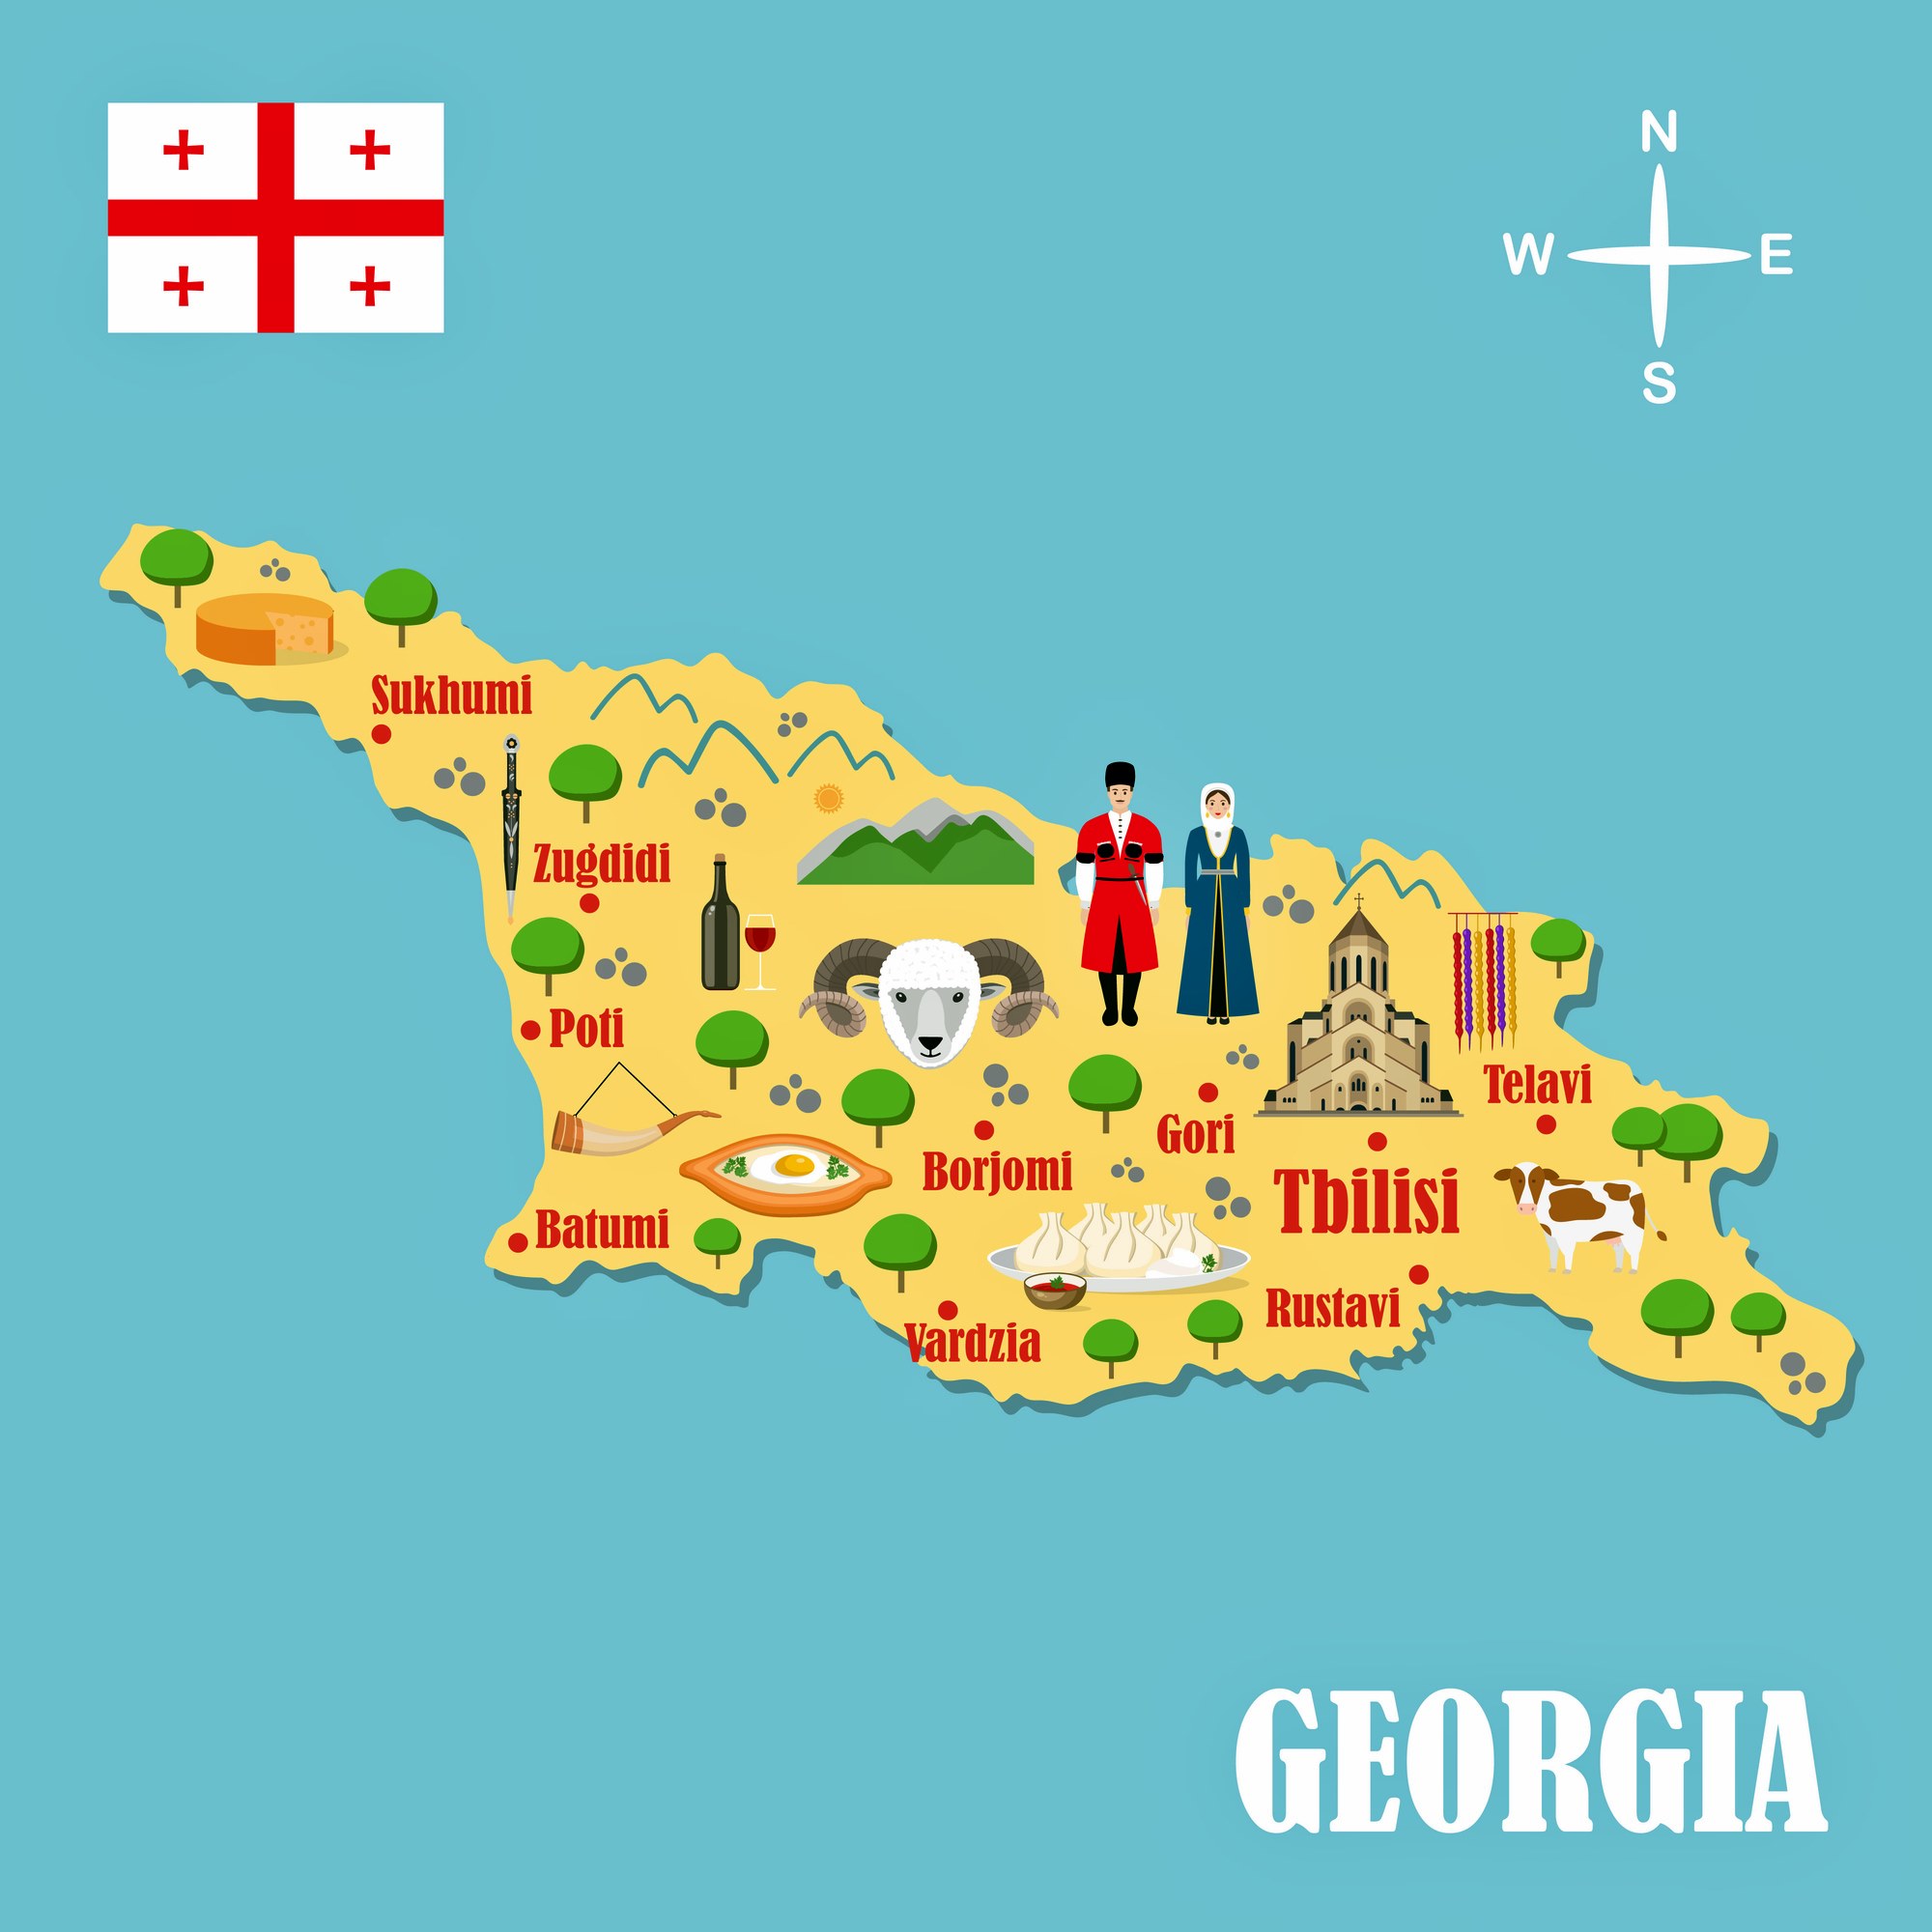 N
W
E
S
Sukhumi
Zugdidi
Poti
Telavi
Gori
Borjomi
Tbilisi
Batumi
Rustavi
Vardzia
GEORGIA